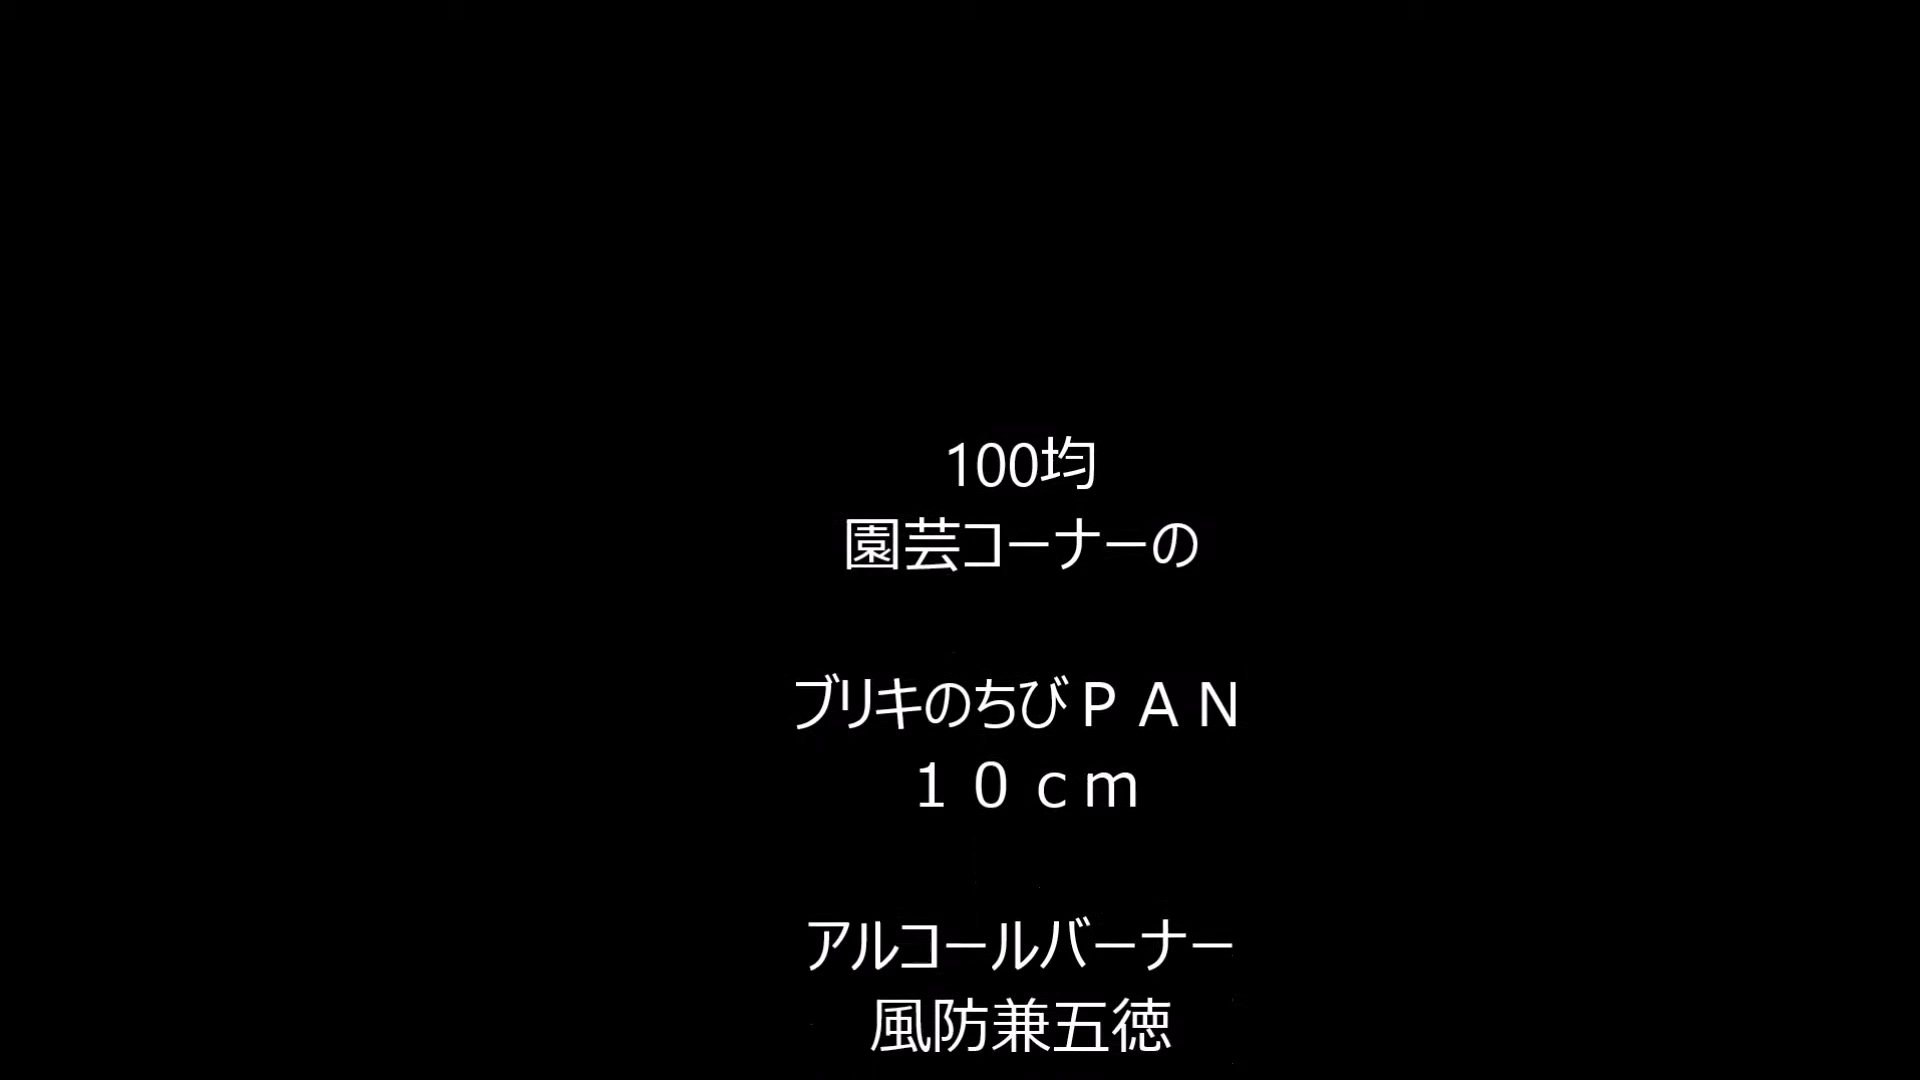 100均
園芸コーナーの
ブリキのちびＰＡＮ
１０ｃｍ
アルコールバーナー
風防兼五徳